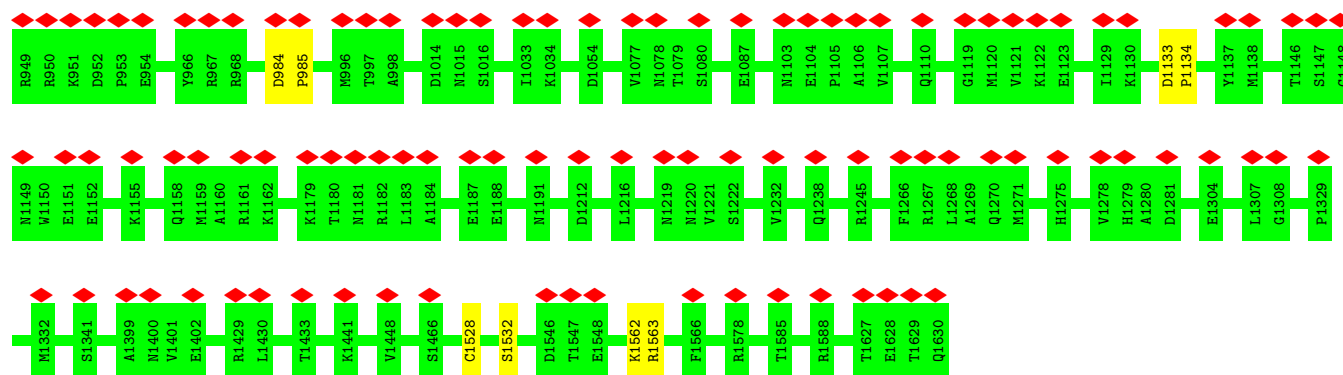 R949 R950 K951 D952 P953 E954 Y966 R967 R968 D984 P985 M996 T997 A998 D1014 N1015 S1016 I1033 K1034 D1054 V1077 N1078 T1079 S1080 E1087 N1103 E1104 P1105 A1106 V1107 Q1110 G1119 M1120 V1121 K1122 E1123 I1129 K1130 D1133 P1134 Y1137 M1138 T1146 S1147 G1148
N1149 W1150 E1151 E1152 K1155 Q1158 M1159 A1160 R1161 K1162 K1179 T1180 N1181 R1182 L1183 A1184 E1187 E1188 N1191 D1212 L1216 N1219 N1220 V1221 S1222 V1232 Q1238 R1245 F1266 R1267 L1268 A1269 Q1270 M1271 H1275 V1278 H1279 A1280 D1281 E1304 L1307 G1308 P1329
M1332 S1341 A1399 N1400 V1401 E1402 R1429 L1430 T1433 K1441 V1448 S1466 C1528 S1532 D1546 T1547 E1548 K1562 R1563 F1566 R1578 T1585 R1588 T1627 E1628 T1629 Q1630